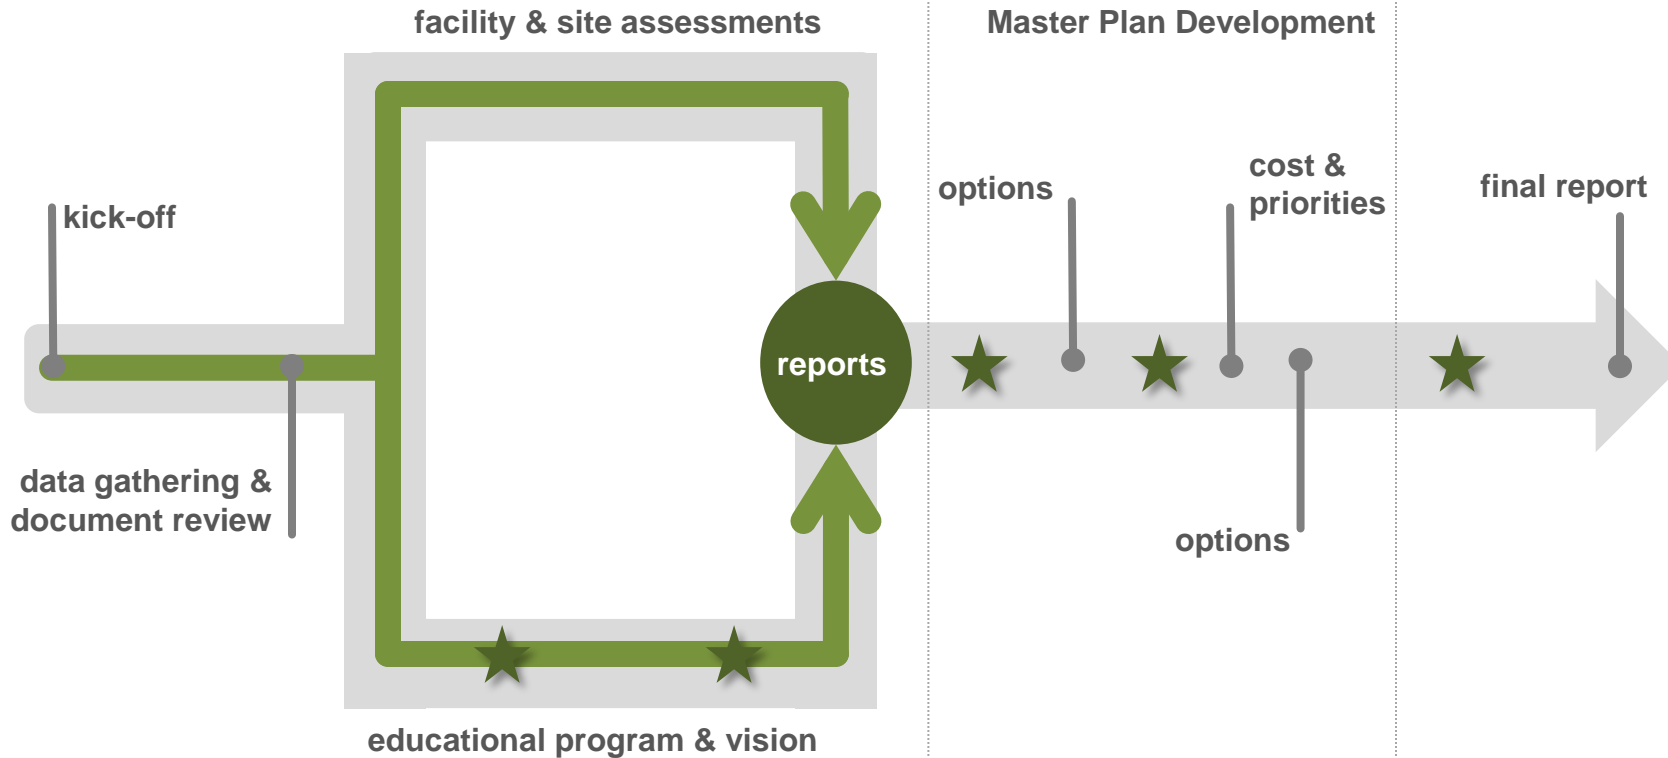 facility & site assessments
Master Plan Development
kick-off
options
cost &
priorities
final report
reports
data gathering &
document review
options
educational program & vision